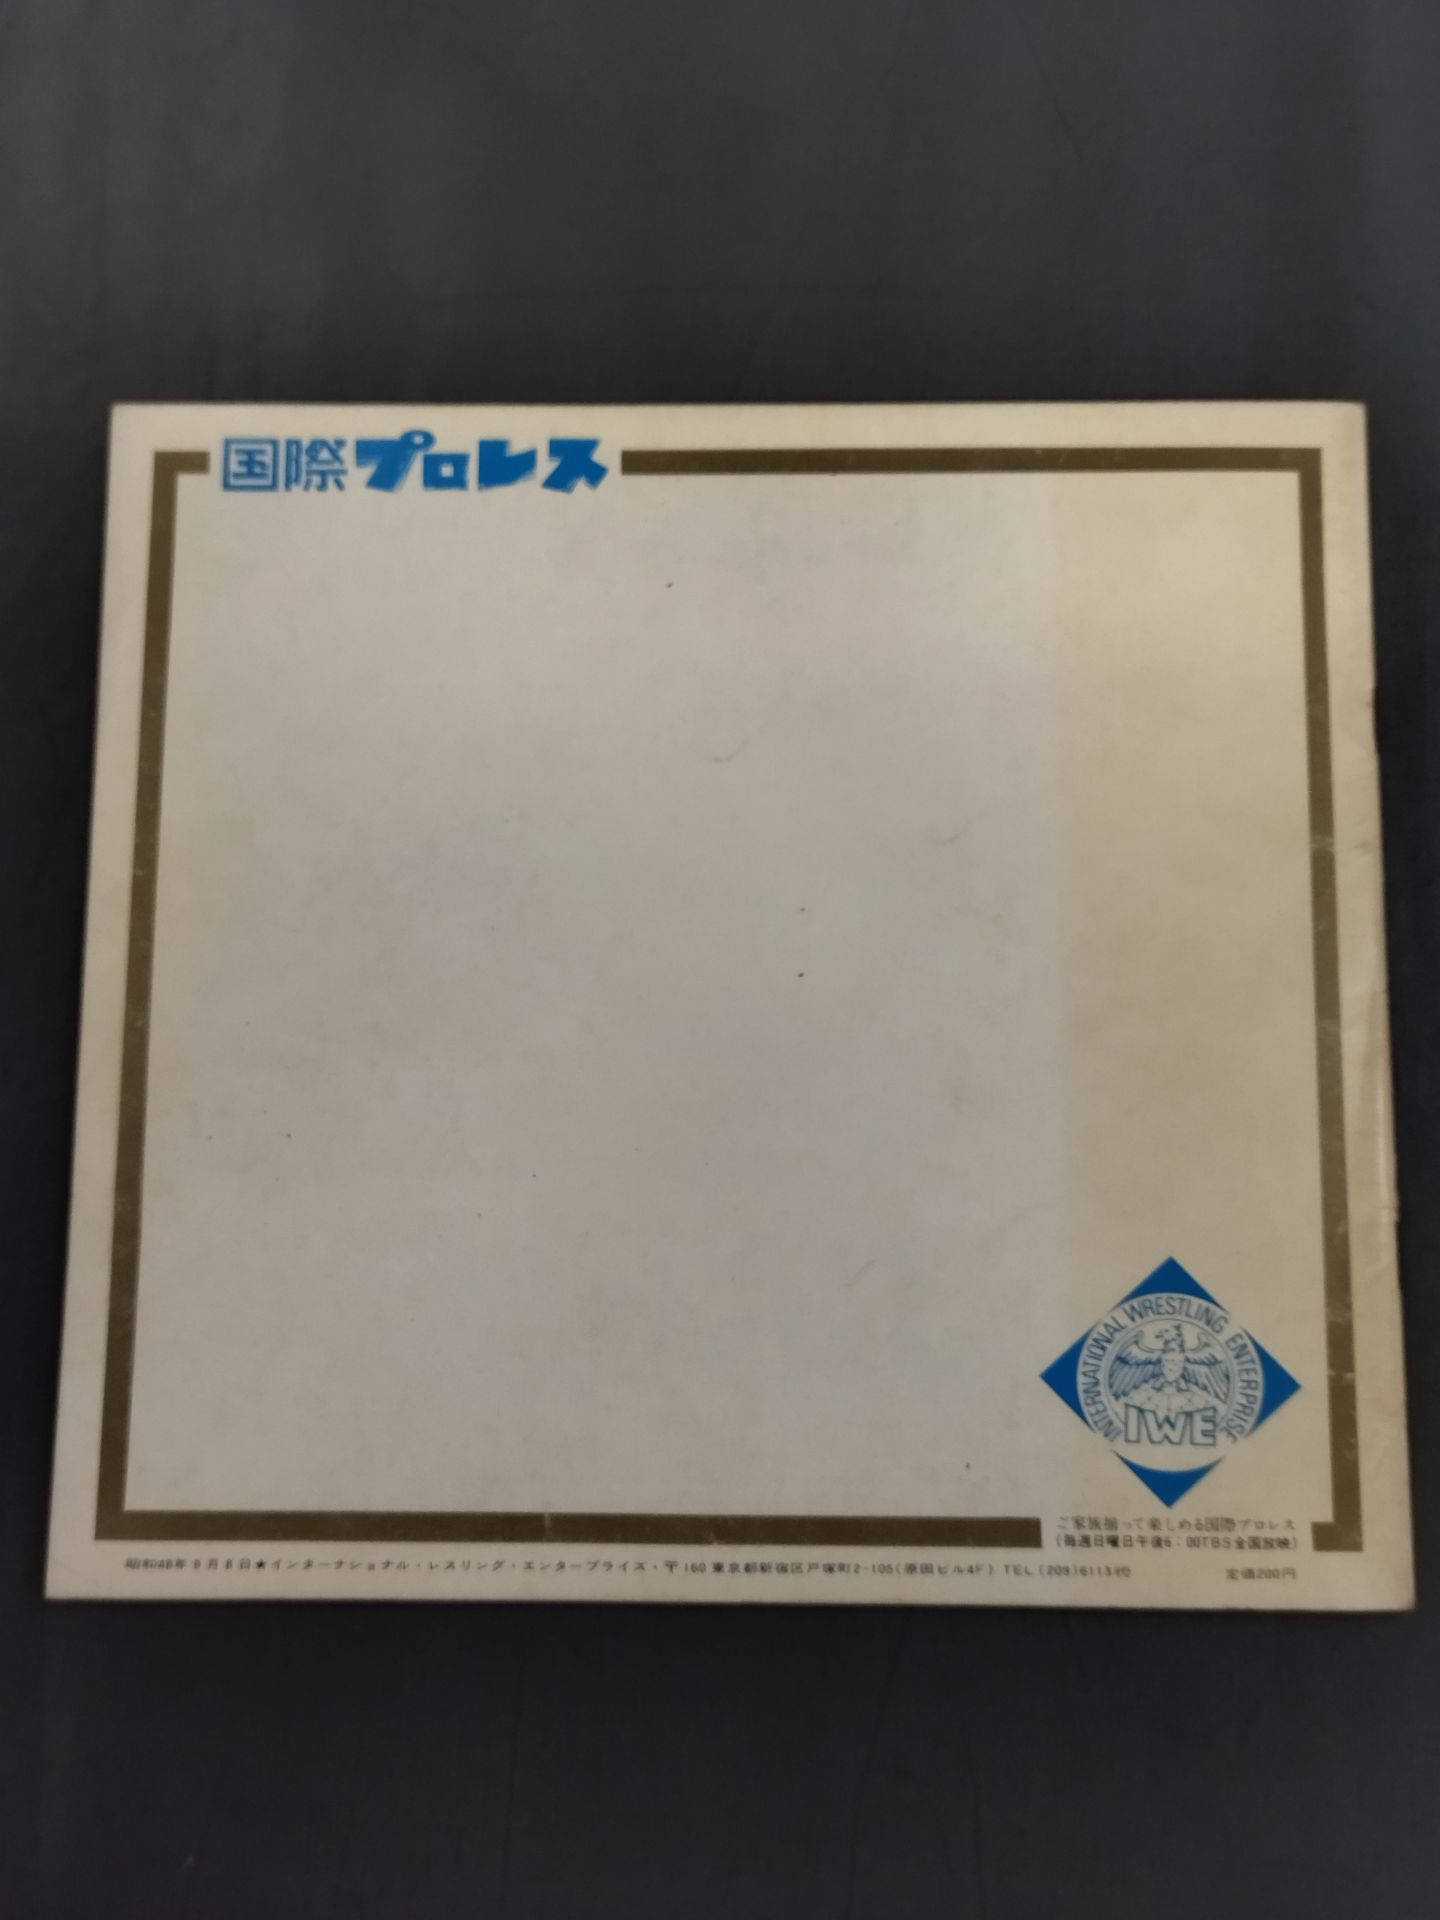 国際プロレス
INTERNATIONAL WRESTLING ENTERPRISE
IWE
ご家族揃って楽しめる国際プロレス
(毎週日曜日午後6:00TBS全国放映)
昭和48年9月6日★インターナショナル・レスリング・エンタープライズ・〒160東京都新宿区戸塚町2-105(原田ビル4F) TEL(209)6113㈹
定価200円